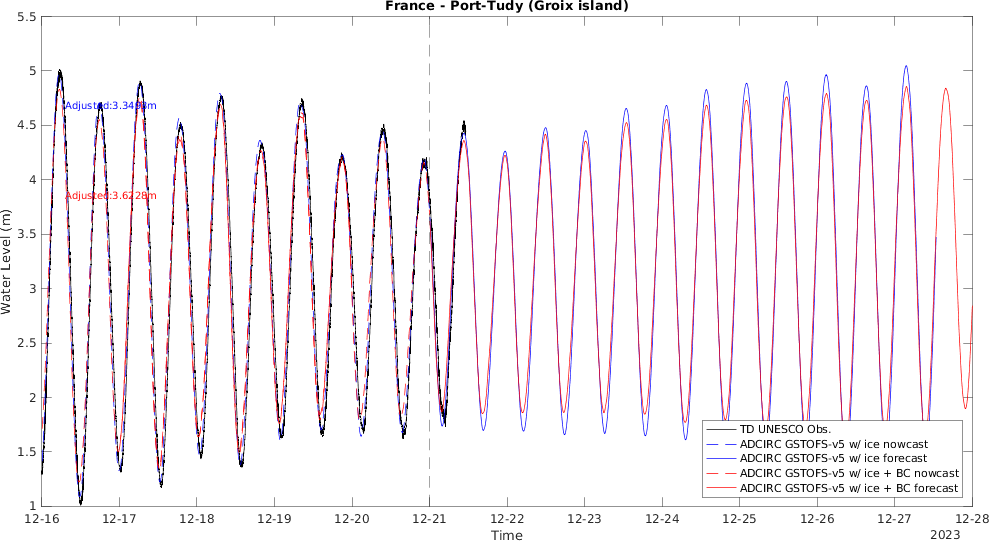 France - Port-Tudy (Groix island)
5.5
5
4.5
4
3.5
3
2.5
2
1.5
1
Water Level (m)
Adjusted:3.3498m
Adjusted:3.6228m
TD UNESCO Obs.
ADCIRC GSTOFS-v5 w/ ice nowcast
ADCIRC GSTOFS-v5 w/ ice forecast
ADCIRC GSTOFS-v5 w/ ice + BC nowcast
ADCIRC GSTOFS-v5 w/ ice + BC forecast
12-16 12-17 12-18 12-19 12-20 12-21 12-22 12-23 12-24 12-25 12-26 12-27 12-28
Time
2023